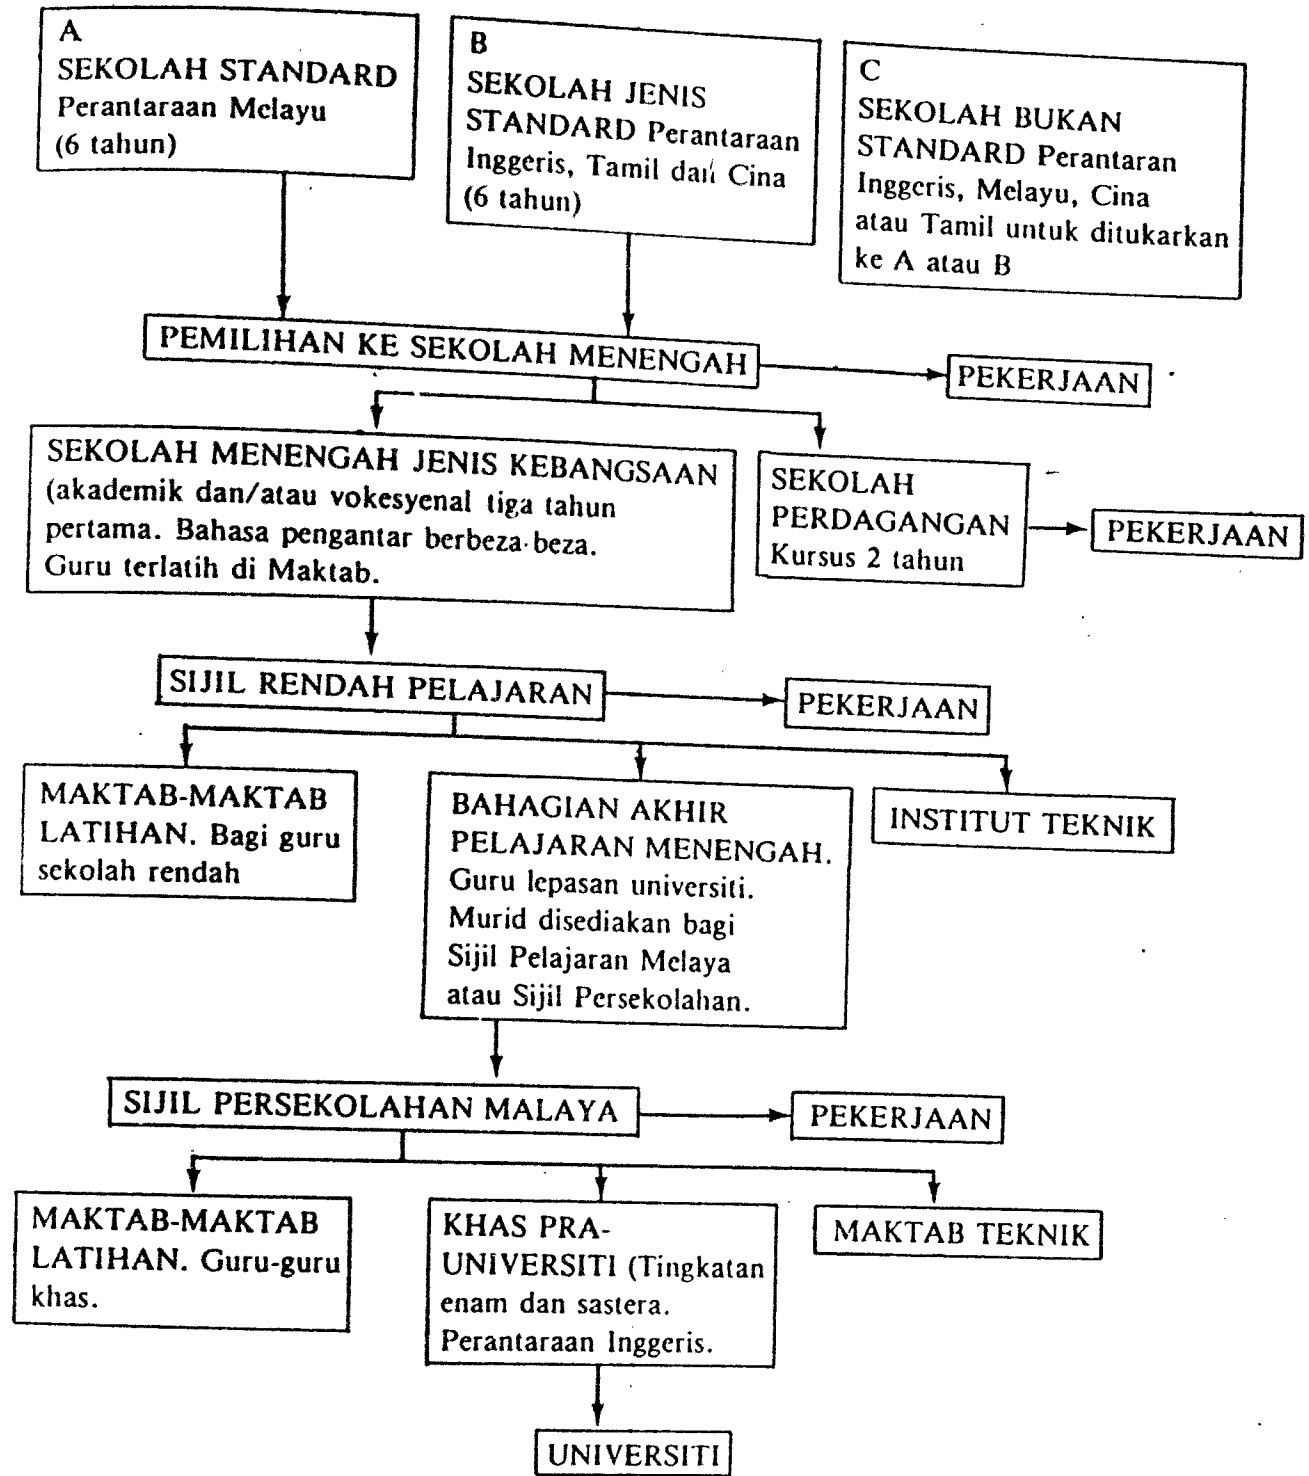 A
SEKOLAH STANDARD
Perantaraan Melayu
(6 tahun)
B
SEKOLAH JENIS
STANDARD Perantaraan
Inggeris, Tamil dan Cina
(6 tahun)
C
SEKOLAH BUKAN
STANDARD Perantaran
Inggeris, Melayu, Cina
atau Tamil untuk ditukarkan
ke A atau B
PEMILIHAN KE SEKOLAH MENENGAH
PEKERJAAN
SEKOLAH MENENGAH JENIS KEBANGSAAN
(akademik dan/atau vokesyenal tiga tahun
pertama. Bahasa pengantar berbeza-beza.
Guru terlatih di Maktab.
SEKOLAH
PERDAGANGAN
Kursus 2 tahun
PEKERJAAN
SIJIL RENDAH PELAJARAN
PEKERJAAN
MAKTAB-MAKTAB
LATIHAN. Bagi guru
sekolah rendah
BAHAGIAN AKHIR
PELAJARAN MENENGAH.
Guru lepasan universiti.
Murid disediakan bagi
Sijil Pelajaran Melaya
atau Sijil Persekolahan.
INSTITUT TEKNIK
SIJIL PERSEKOLAHAN MALAYA
PEKERJAAN
MAKTAB-MAKTAB
LATIHAN. Guru-guru
khas.
KHAS PRA-
UNIVERSITI (Tingkatan
enam dan sastera.
Perantaraan Inggeris.
MAKTAB TEKNIK
UNIVERSITI